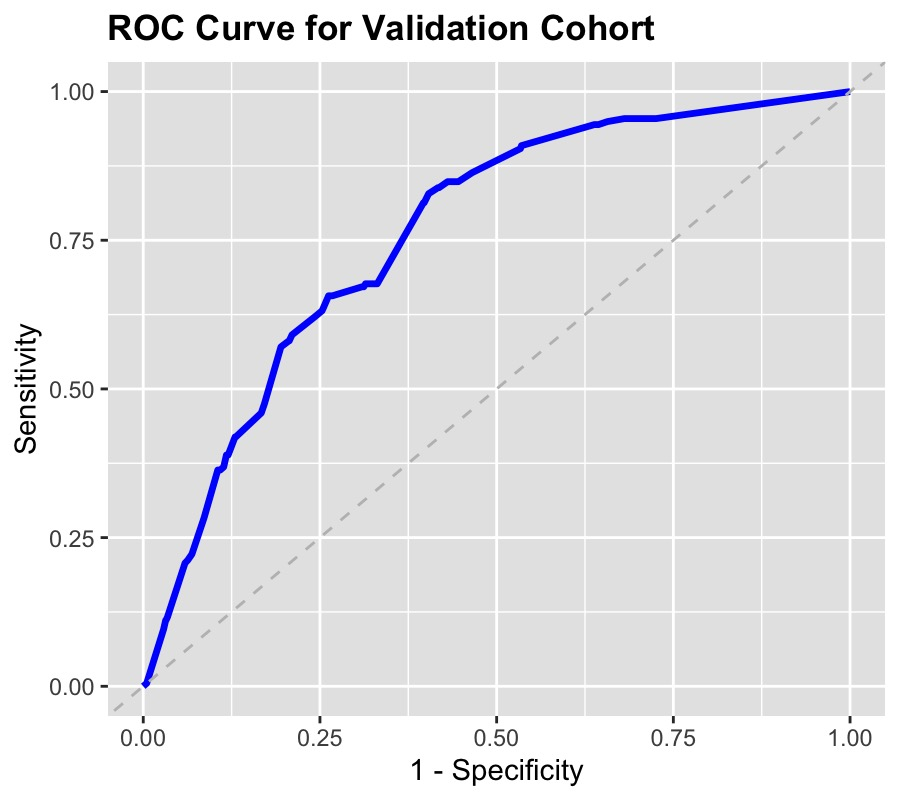 ROC Curve for Validation Cohort
1.00
0.75
0.50
0.25
0.00
Sensitivity
0.00 0.25 0.50 0.75 1.00
1 - Specificity